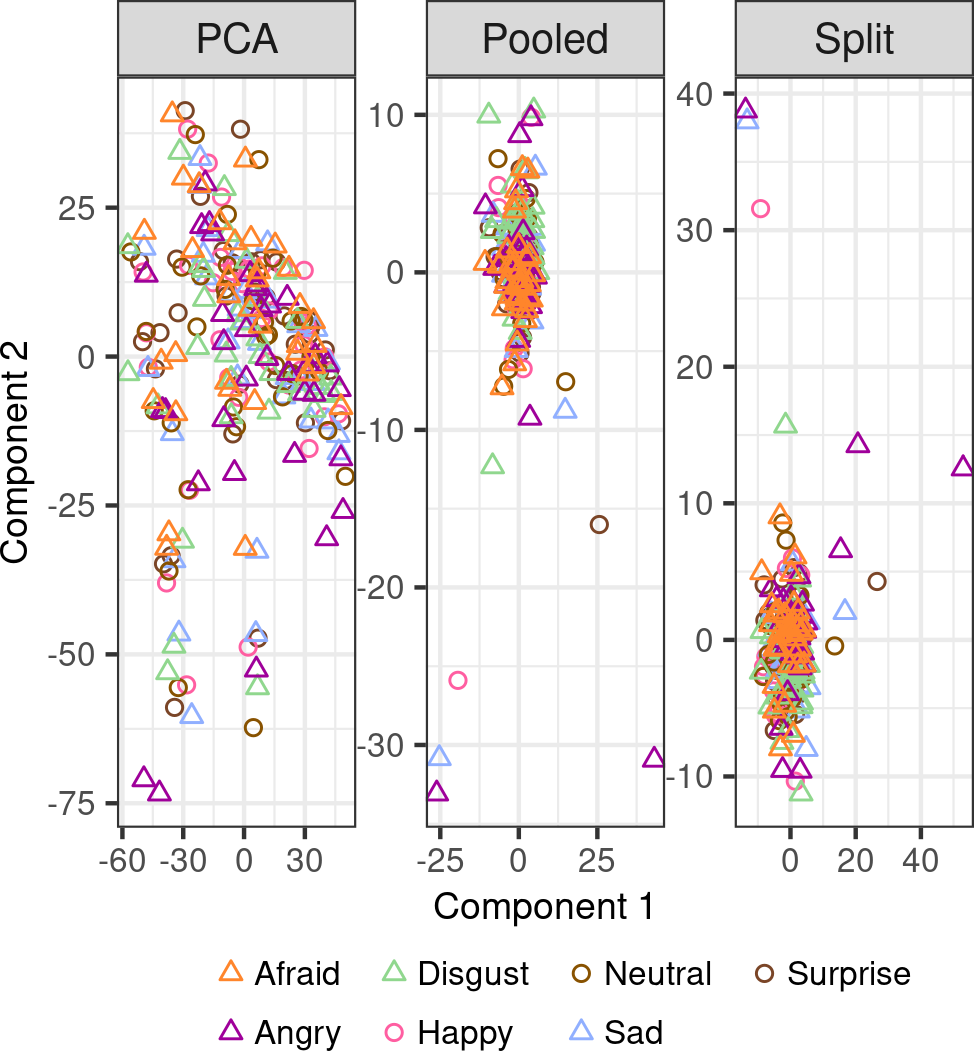 PCA Pooled Split
25
0
-25
-50
-75
10
0
-10
-20
-30
40
30
20
10
0
-10
-60 -30 0 30
-25 0 25
0 20 40
Component 2
Component 1
Afraid Disgust Neutral Surprise
Angry Happy Sad